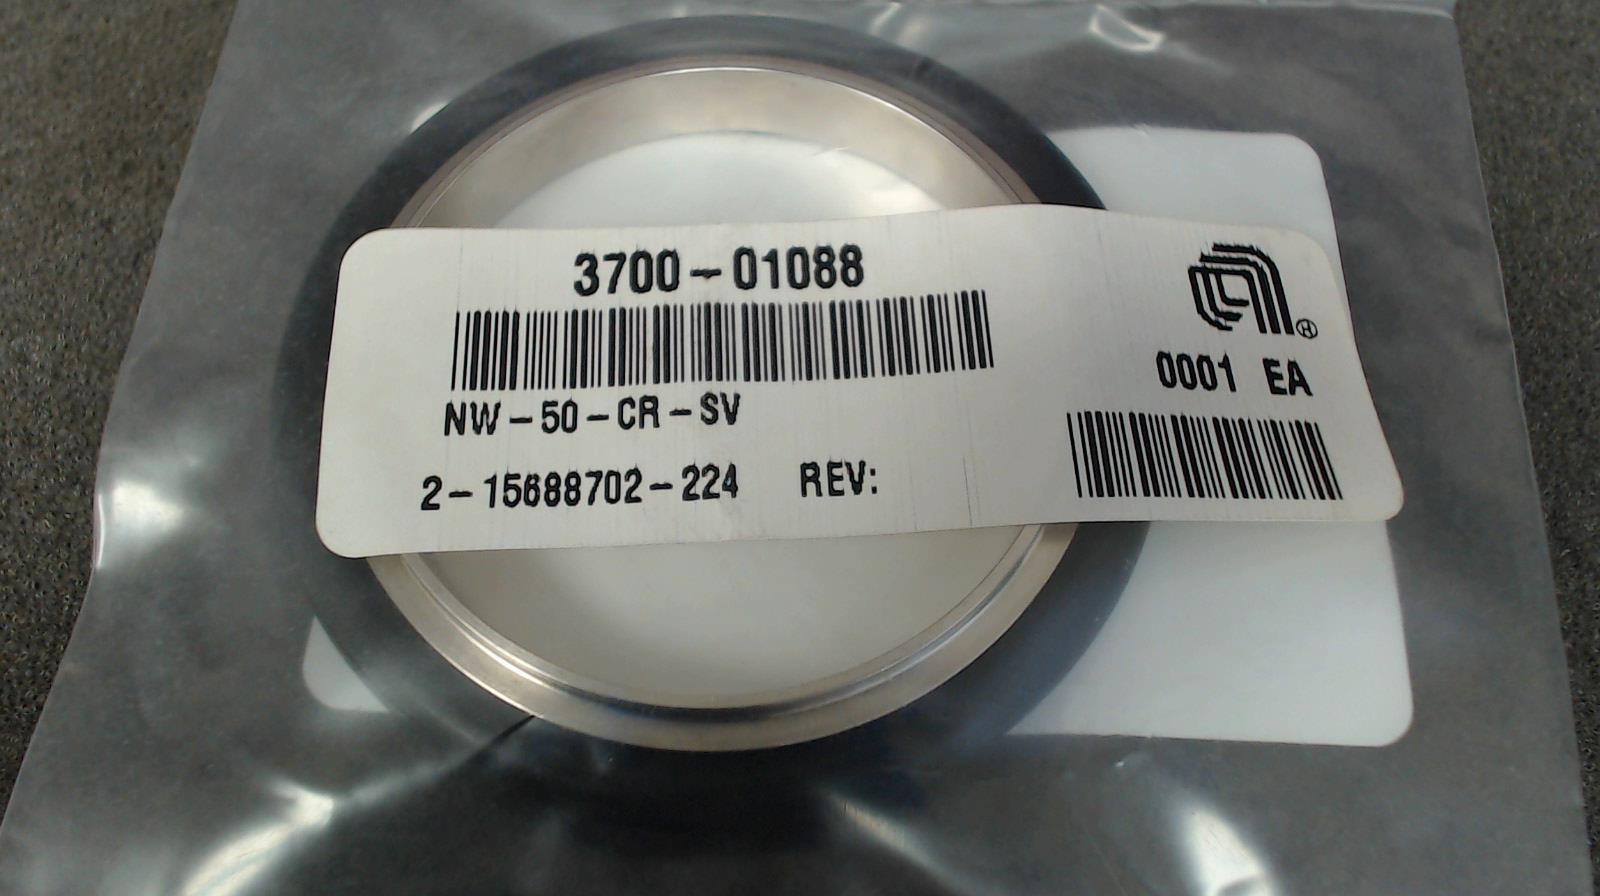 3700-01088
NW-50-CR-SV
2-15688702-224 REV:
0001 EA